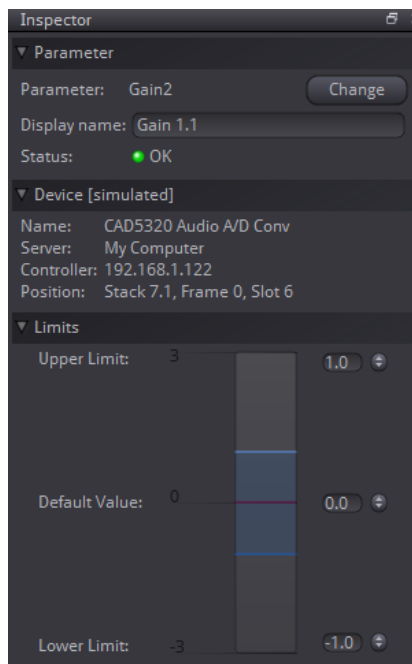 Inspector
Parameter
Parameter: Gain2 Change
Display name: Gain 1.1
Status: OK
Device [simulated]
Name: CAD5320 Audio A/D Conv
Server: My Computer
Controller: 192.168.1.122
Position: Stack 7.1, Frame 0, Slot 6
Limits
Upper Limit: 3 1.0
Default Value: 0 0.0
Lower Limit: -3 -1.0